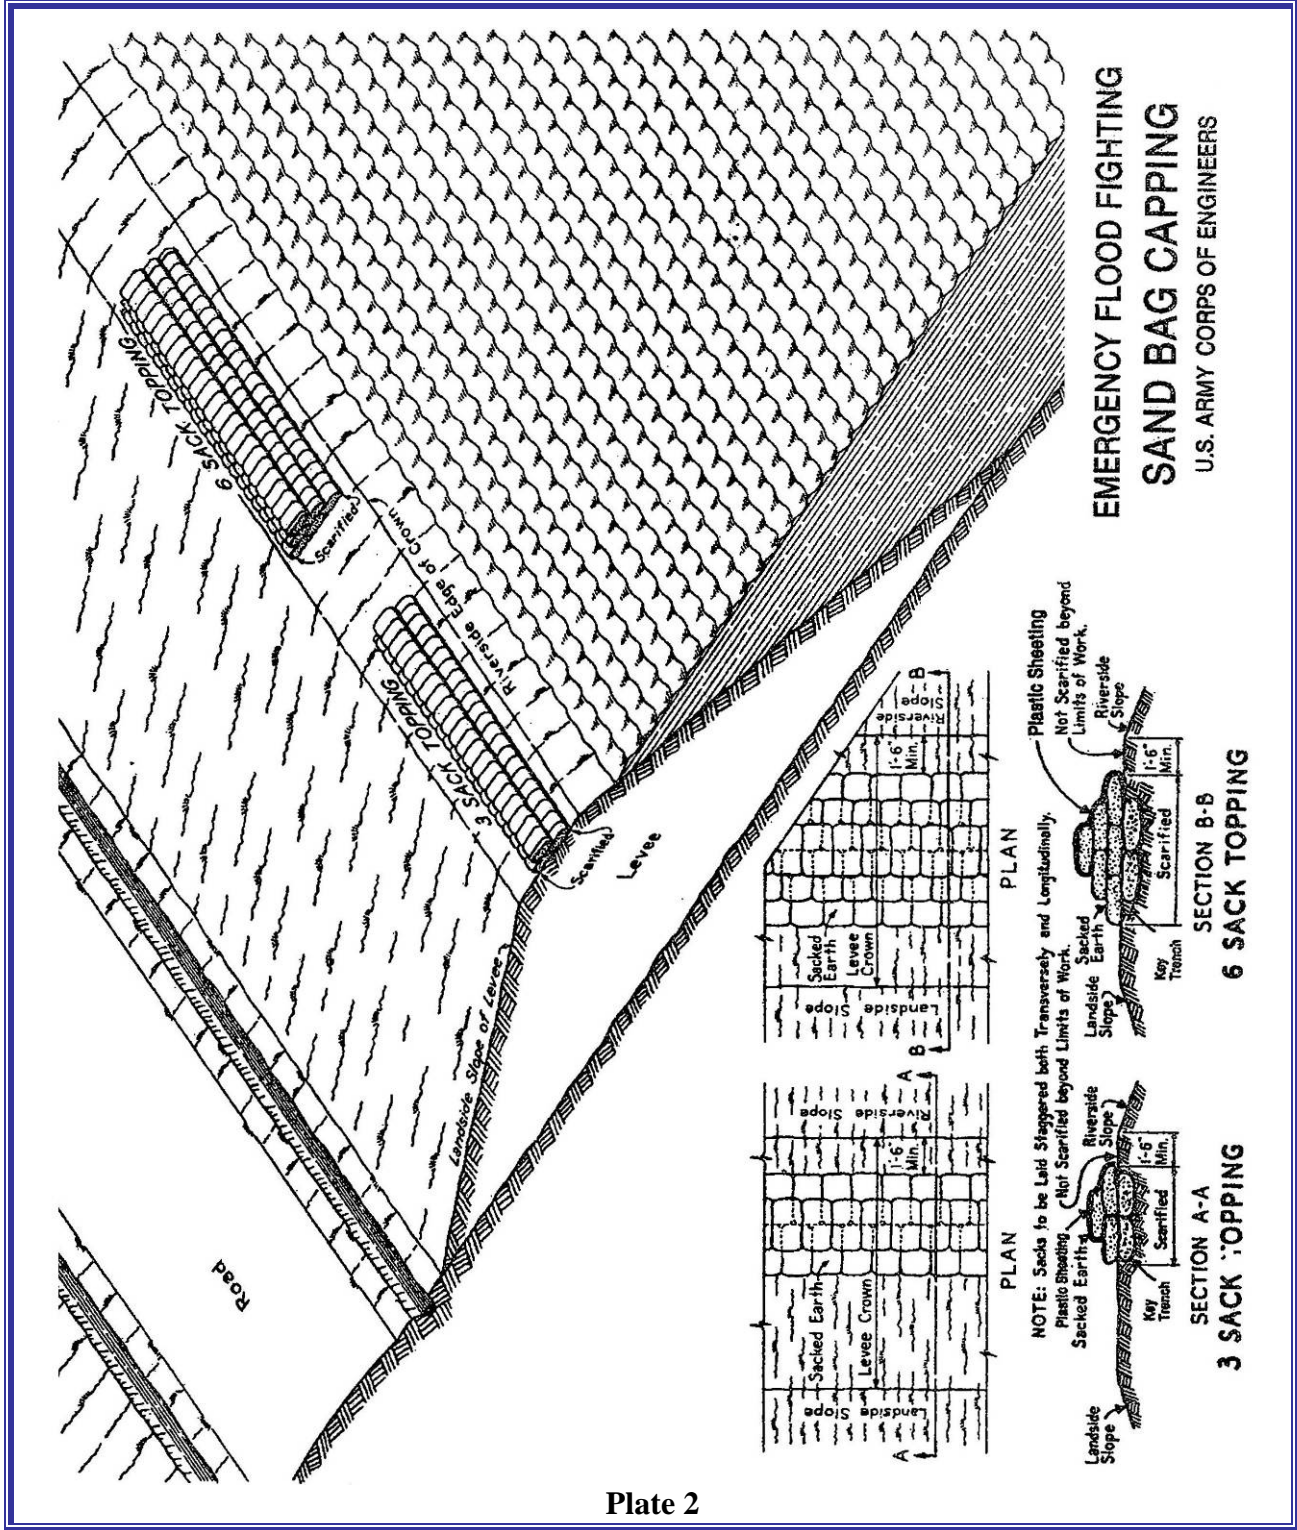 6 SACK TOPPING
Scarified
Riverside Edge of Crown
3 SACK TOPPING
Scarified
Levee
Landside Slope of Levee
Road
EMERGENCY FLOOD FIGHTING
SAND BAG CAPPING
U.S. ARMY CORPS OF ENGINEERS
A
A
Landside
Slope
Sacked Earth
Levee Crown
1'-6"
Min.
Riverside
Slope
PLAN
B
B
Landside Slope
Sacked
Earth
Levee
Crown
1'-6"
Min.
Riverside
Slope
PLAN
NOTE: Sacks to be Laid Staggered both Transversely and Longitudinally.
Plastic Sheeting
Not Scarified beyond Limits of Work.
Sacked Earth
Riverside
Slope
Landside
Slope
Key
Trench
Scarified
1'-6"
Min.
SECTION A-A
3 SACK TOPPING
Plastic Sheeting
Not Scarified beyond
Limits of Work.
Riverside
Slope
Landside
Slope
Sacked
Earth
Key
Trench
Scarified
1'-6"
Min.
SECTION B-B
6 SACK TOPPING
Plate 2